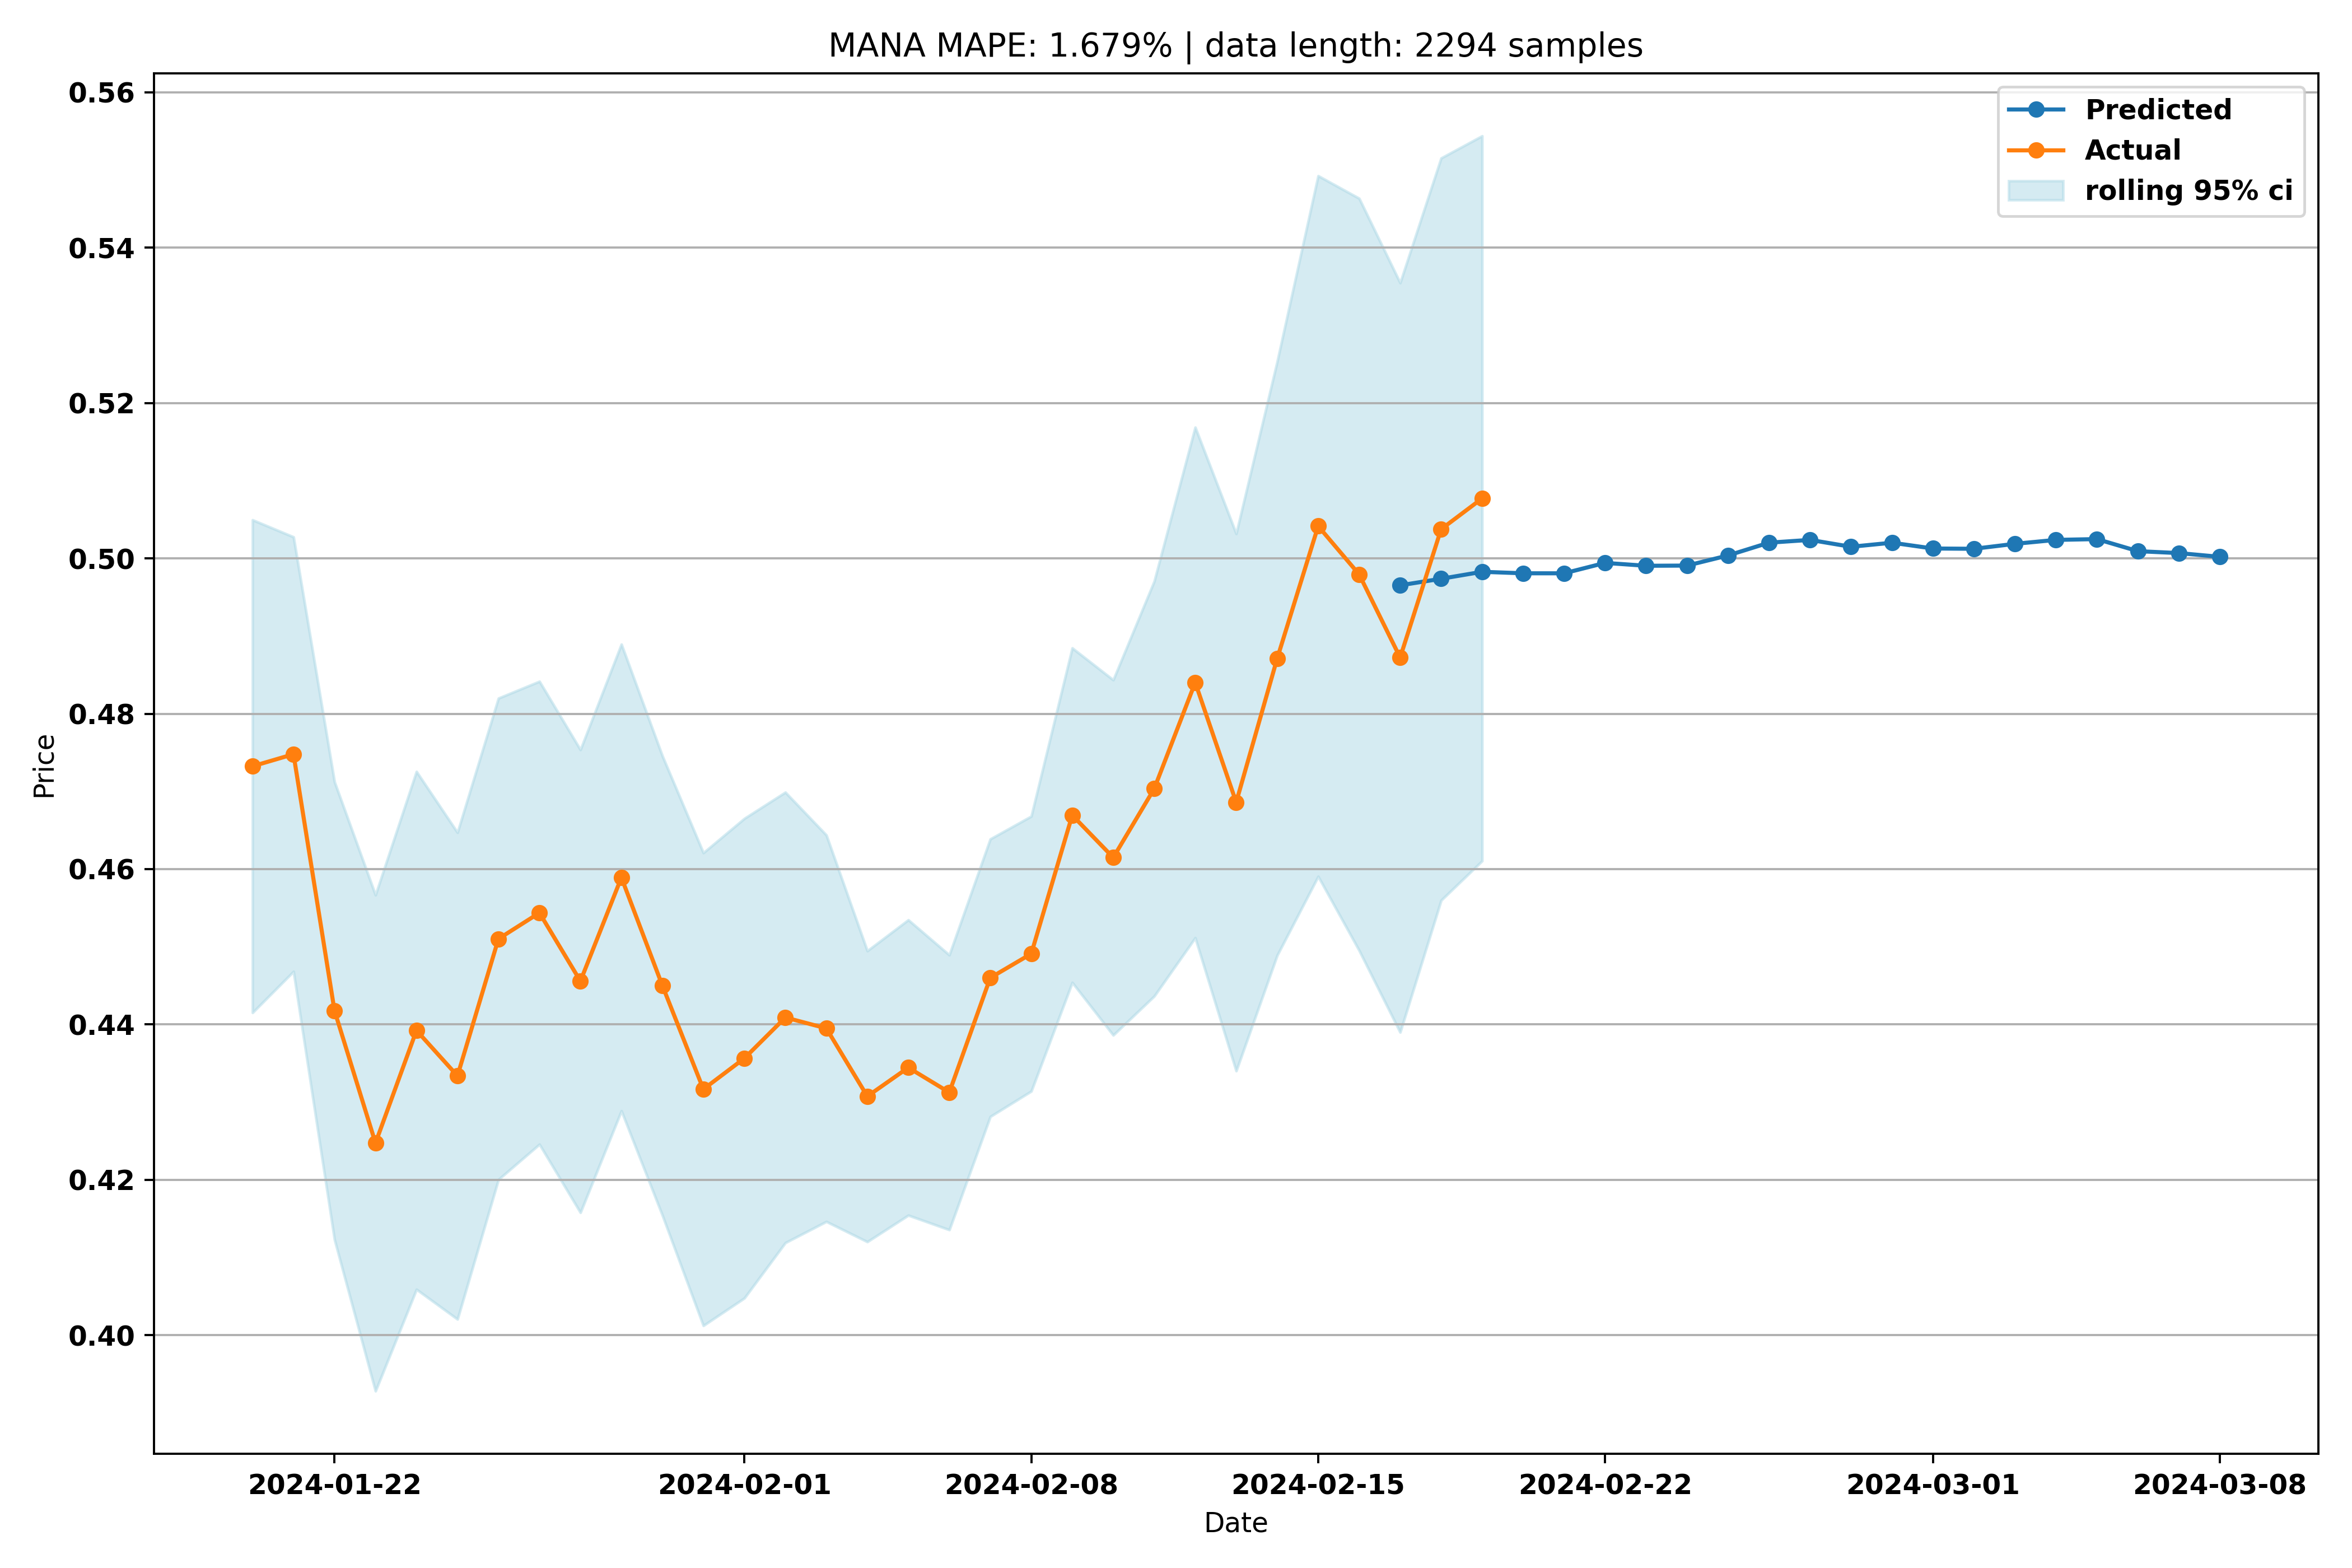 MANA MAPE: 1.679% | data length: 2294 samples
Predicted
Actual
rolling 95% ci
Price
0.56
0.54
0.52
0.50
0.48
0.46
0.44
0.42
0.40
2024-01-22 2024-02-01 2024-02-08 2024-02-15 2024-02-22 2024-03-01 2024-03-08
Date